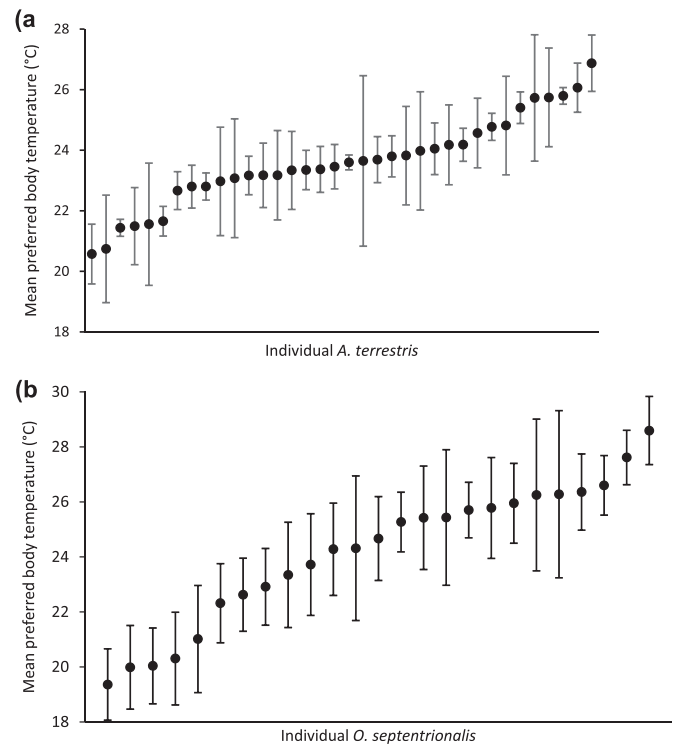 (a
Mean preferred body temperature (°C)
28
26
24
22
20
18
Individual A. terrestris
(b
Mean preferred body temperature (°C)
30
28
26
24
22
20
18
Individual O. septentrionalis